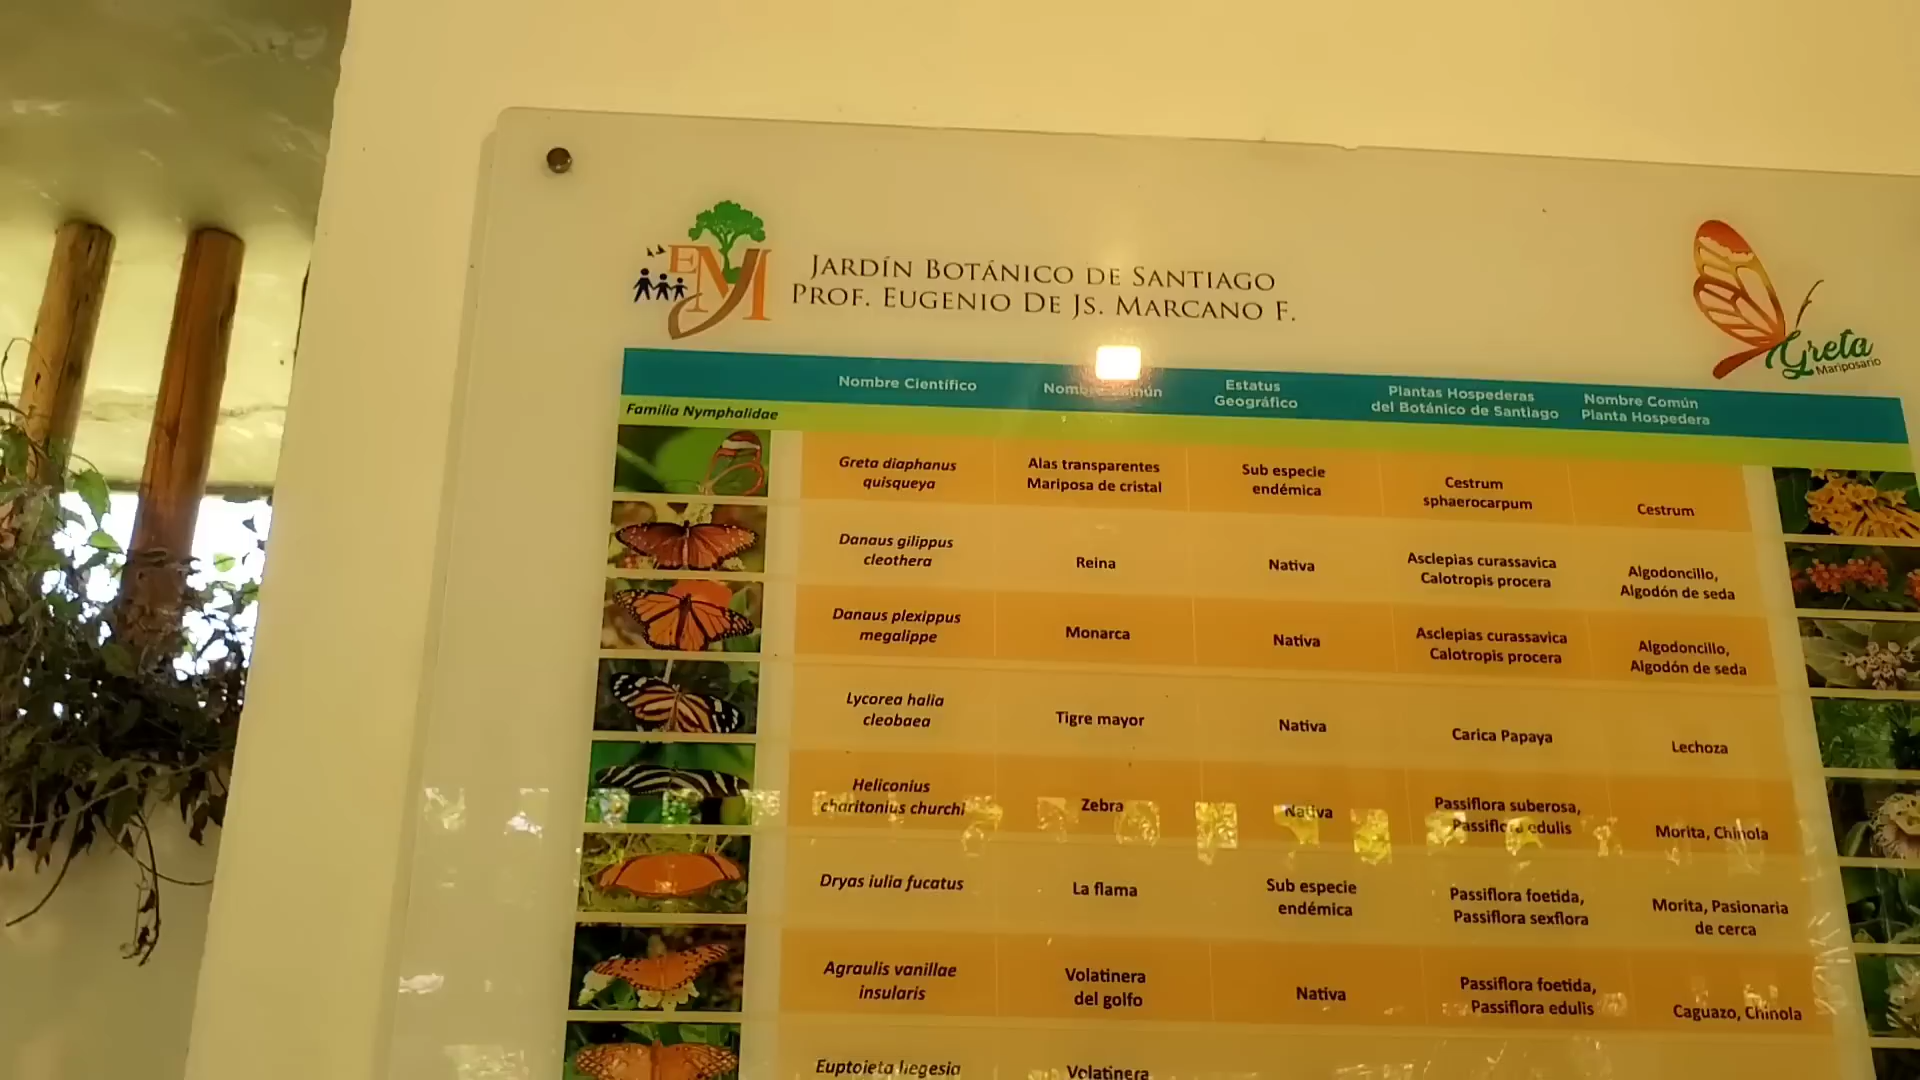 EM
JARDÍN BOTÁNICO DE SANTIAGO
PROF. EUGENIO DE JS. MARCANO F.
Greta
Mariposario
Nombre Científico
Nombre Común
Estatus
Geográfico
Plantas Hospederas
del Botánico de Santiago
Nombre Común
Planta Hospedera
Familia Nymphalidae
Greta diaphanus
quisqueya
Alas transparentes
Mariposa de cristal
Sub especie
endémica
Cestrum
sphaerocarpum
Cestrum
Danaus gilippus
cleothera
Reina
Nativa
Asclepias curassavica
Calotropis procera
Algodoncillo,
Algodón de seda
Danaus plexippus
megalippe
Monarca
Nativa
Asclepias curassavica
Calotropis procera
Algodoncillo,
Algodón de seda
Lycorea halia
cleobaea
Tigre mayor
Nativa
Carica Papaya
Lechoza
Heliconius
charitonius churchi
Zebra
Nativa
Passiflora suberosa,
Passiflora edulis
Morita, Chinola
Dryas iulia fucatus
La flama
Sub especie
endémica
Passiflora foetida,
Passiflora sexflora
Morita, Pasionaria
de cerca
Agraulis vanillae
insularis
Volatinera
del golfo
Nativa
Passiflora foetida,
Passiflora edulis
Caguazo, Chinola
Euptoieta hegesia
Volatinera